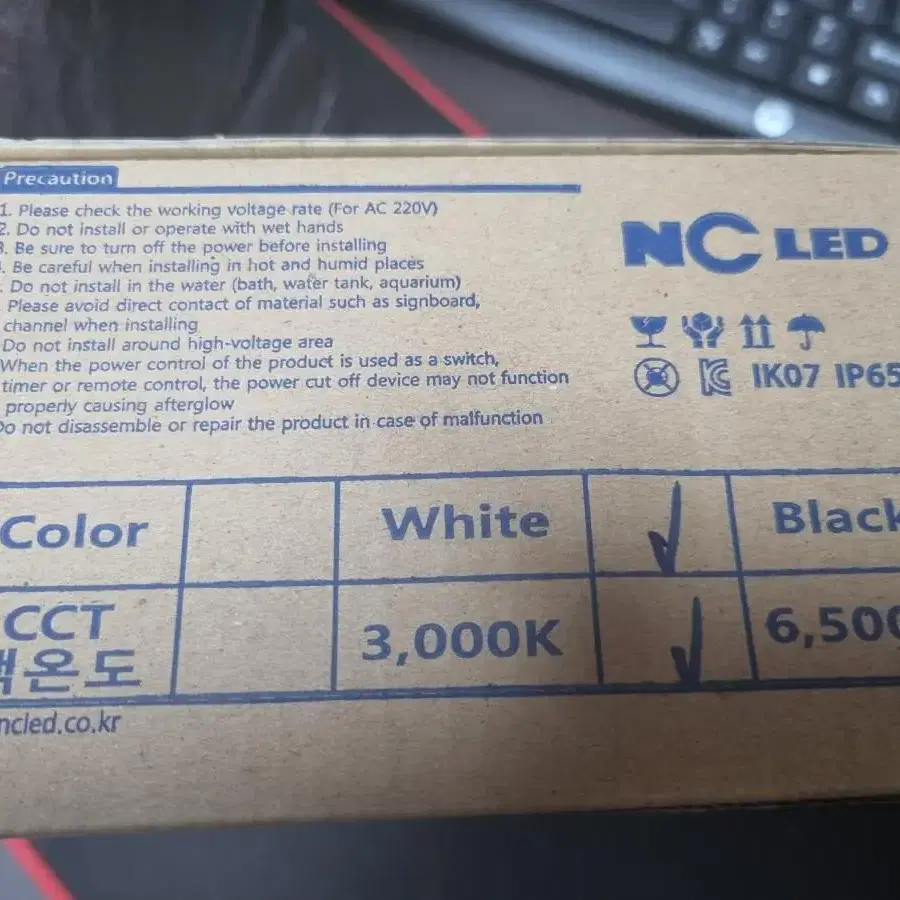 Precaution
1. Please check the working voltage rate (For AC 220V)
2. Do not install or operate with wet hands
3. Be sure to turn off the power before installing
. Be careful when installing in hot and humid places
. Do not install in the water (bath, water tank, aquarium)
Please avoid direct contact of material such as signboard,
channel when installing
Do not install around high-voltage area
When the power control of the product is used as a switch,
timer or remote control, the power cut off device may not function
properly causing afterglow
Do not disassemble or repair the product in case of malfunction
NC LED
IK07 IP65
Color White Black
CCT 3,000K 6,500
색온도
ncled.co.kr